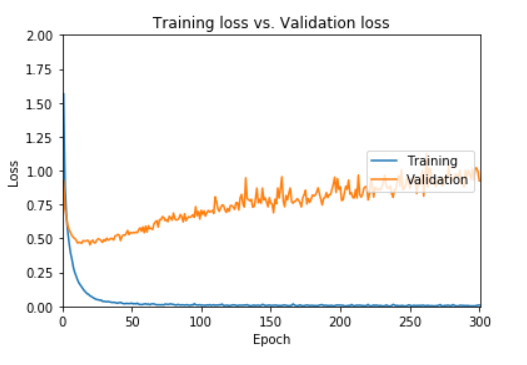 Training loss vs. Validation loss
2.00
1.75
1.50
1.25
1.00
0.75
0.50
0.25
0.00
Loss
Training
Validation
0 50 100 150 200 250 300
Epoch